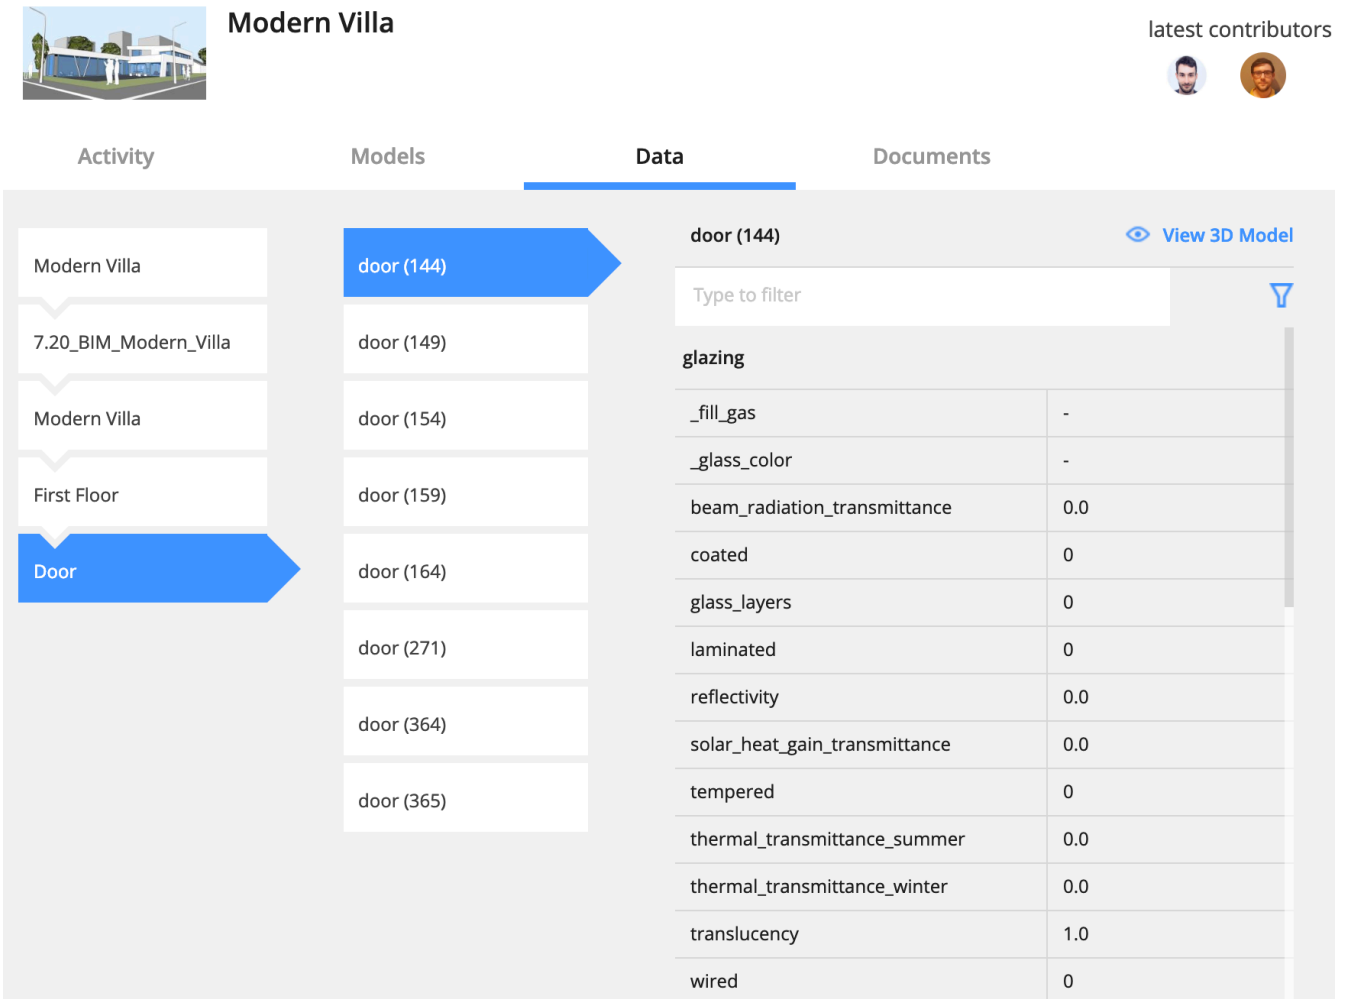 Modern Villa
latest contributors
Activity
Models
Data
Documents
Modern Villa
7.20_BIM_Modern_Villa
Modern Villa
First Floor
Door
door (144)
door (149)
door (154)
door (159)
door (164)
door (271)
door (364)
door (365)
door (144)
View 3D Model
Type to filter
glazing
_fill_gas -
_glass_color -
beam_radiation_transmittance 0.0
coated 0
glass_layers 0
laminated 0
reflectivity 0.0
solar_heat_gain_transmittance 0.0
tempered 0
thermal_transmittance_summer 0.0
thermal_transmittance_winter 0.0
translucency 1.0
wired 0